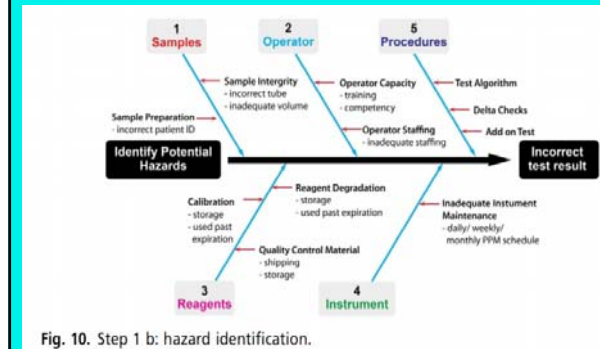 1
Samples
2
Operator
5
Procedures
Sample Intergrity
- incorrect tube
- inadequate volume
Sample Preparation
- incorrect patient ID
Operator Capacity
- training
- competency
Operator Staffing
- inadequate staffing
Test Algorithm
Delta Checks
Add on Test
Identify Potential
Hazards
Incorrect
test result
Calibration
- storage
- used past
expiration
Reagent Degradation
- storage
- used past expiration
Quality Control Material
- shipping
- storage
Inadequate Instument
Maintenance
- daily/ weekly/
monthly PPM schedule
3
Reagents
4
Instrument
Fig. 10. Step 1 b: hazard identification.